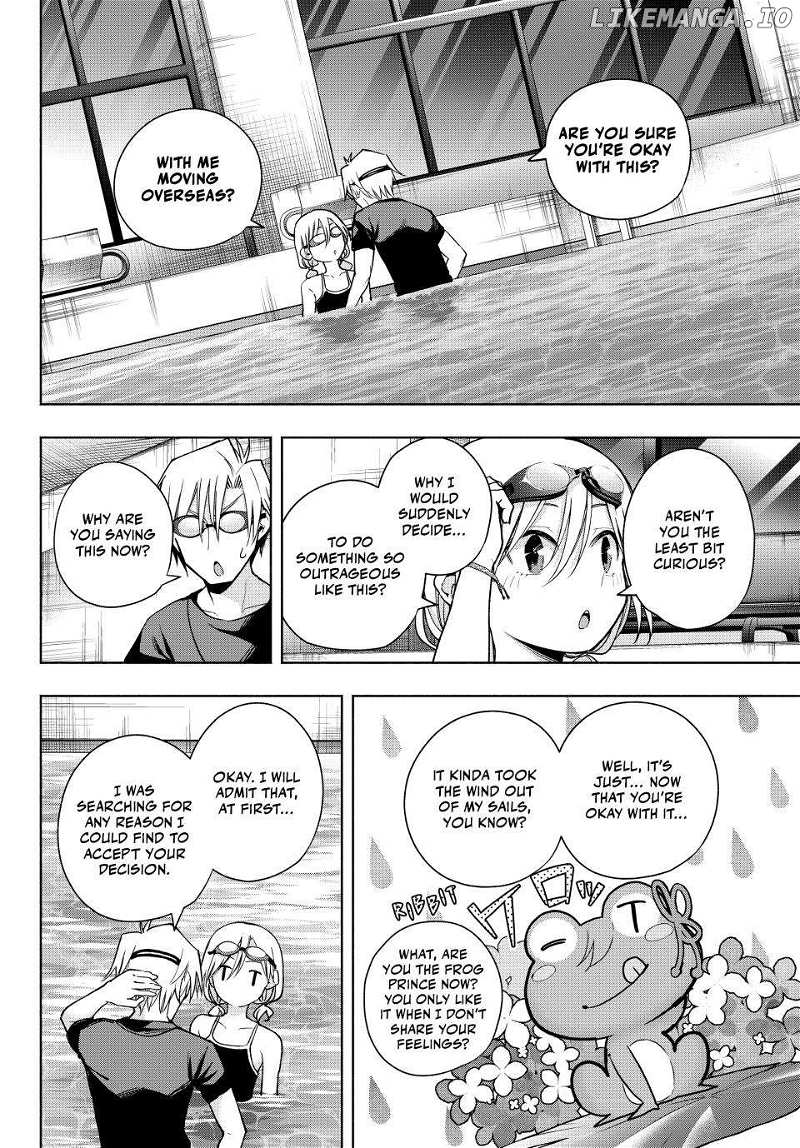 LIKEMANGA.IO
ARE YOU SURE
YOU'RE OKAY
WITH THIS?
WITH ME
MOVING
OVERSEAS?
AREN'T
YOU THE
LEAST BIT
CURIOUS?
WHY I
WOULD
SUDDENLY
DECIDE...
TO DO
SOMETHING SO
OUTRAGEOUS
LIKE THIS?
WHY ARE
YOU SAYING
THIS NOW?
WELL, IT'S
JUST... NOW
THAT YOU'RE
OKAY WITH IT...
IT KINDA TOOK
THE WIND OUT
OF MY SAILS,
YOU KNOW?
RIBBIT
ケロッ
WHAT, ARE
YOU THE FROG
PRINCE NOW?
YOU ONLY LIKE
IT WHEN I DON'T
SHARE YOUR
FEELINGS?
OKAY. I WILL
ADMIT THAT,
AT FIRST...
I WAS
SEARCHING FOR
ANY REASON I
COULD FIND TO
ACCEPT YOUR
DECISION.